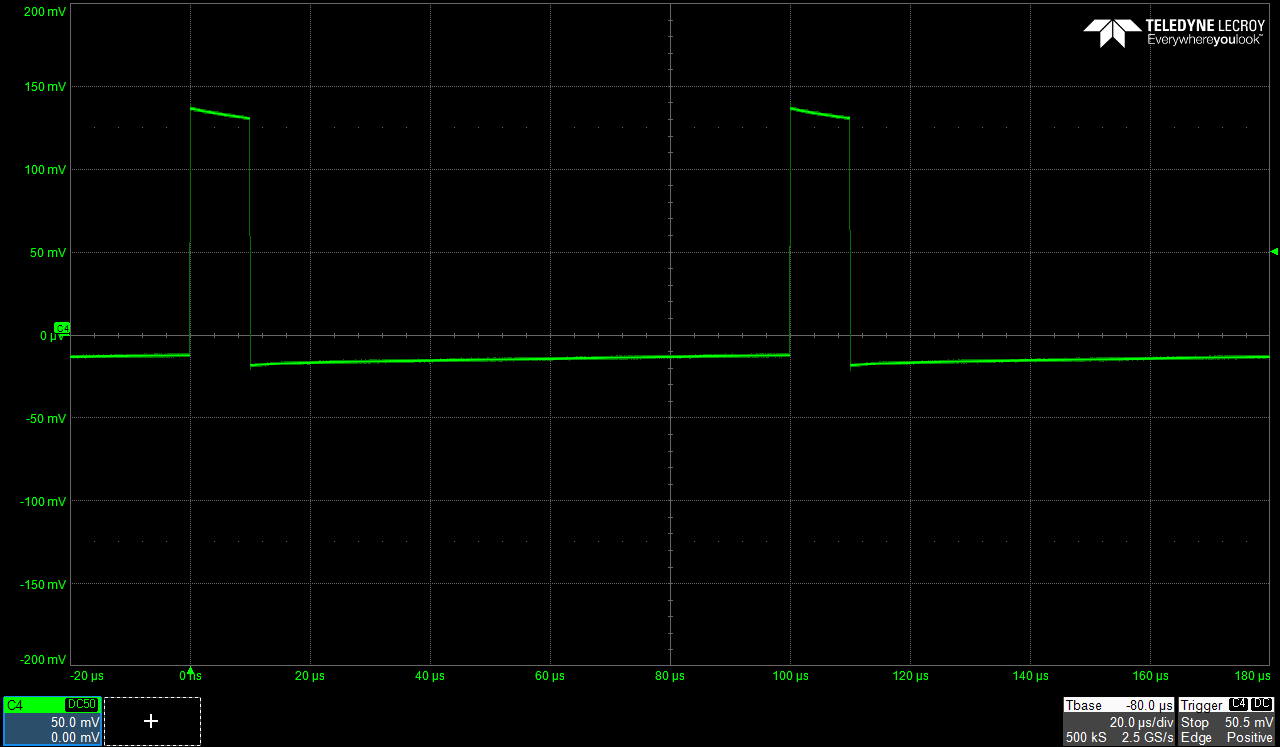 200 mV
TELEDYNE LECROY
Everywhereyoulook™
150 mV
100 mV
50 mV
C4
0 µV
-50 mV
-100 mV
-150 mV
-200 mV
-20 µs 0 ns 20 µs 40 µs 60 µs 80 µs 100 µs 120 µs 140 µs 160 µs 180 µs
C4 DC50
50.0 mV
0.00 mV
+
Tbase -80.0 µs
20.0 µs/div
500 kS 2.5 GS/s
Trigger C4 DC
Stop 50.5 mV
Edge Positive